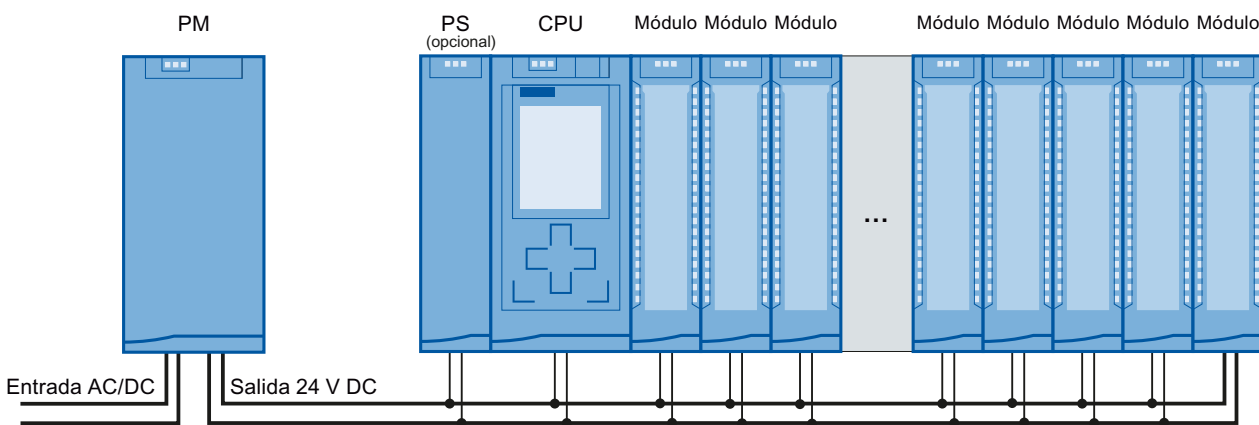 PM
PS
(opcional)
CPU
Módulo Módulo Módulo
Módulo Módulo Módulo Módulo Módulo
...
Entrada AC/DC
Salida 24 V DC